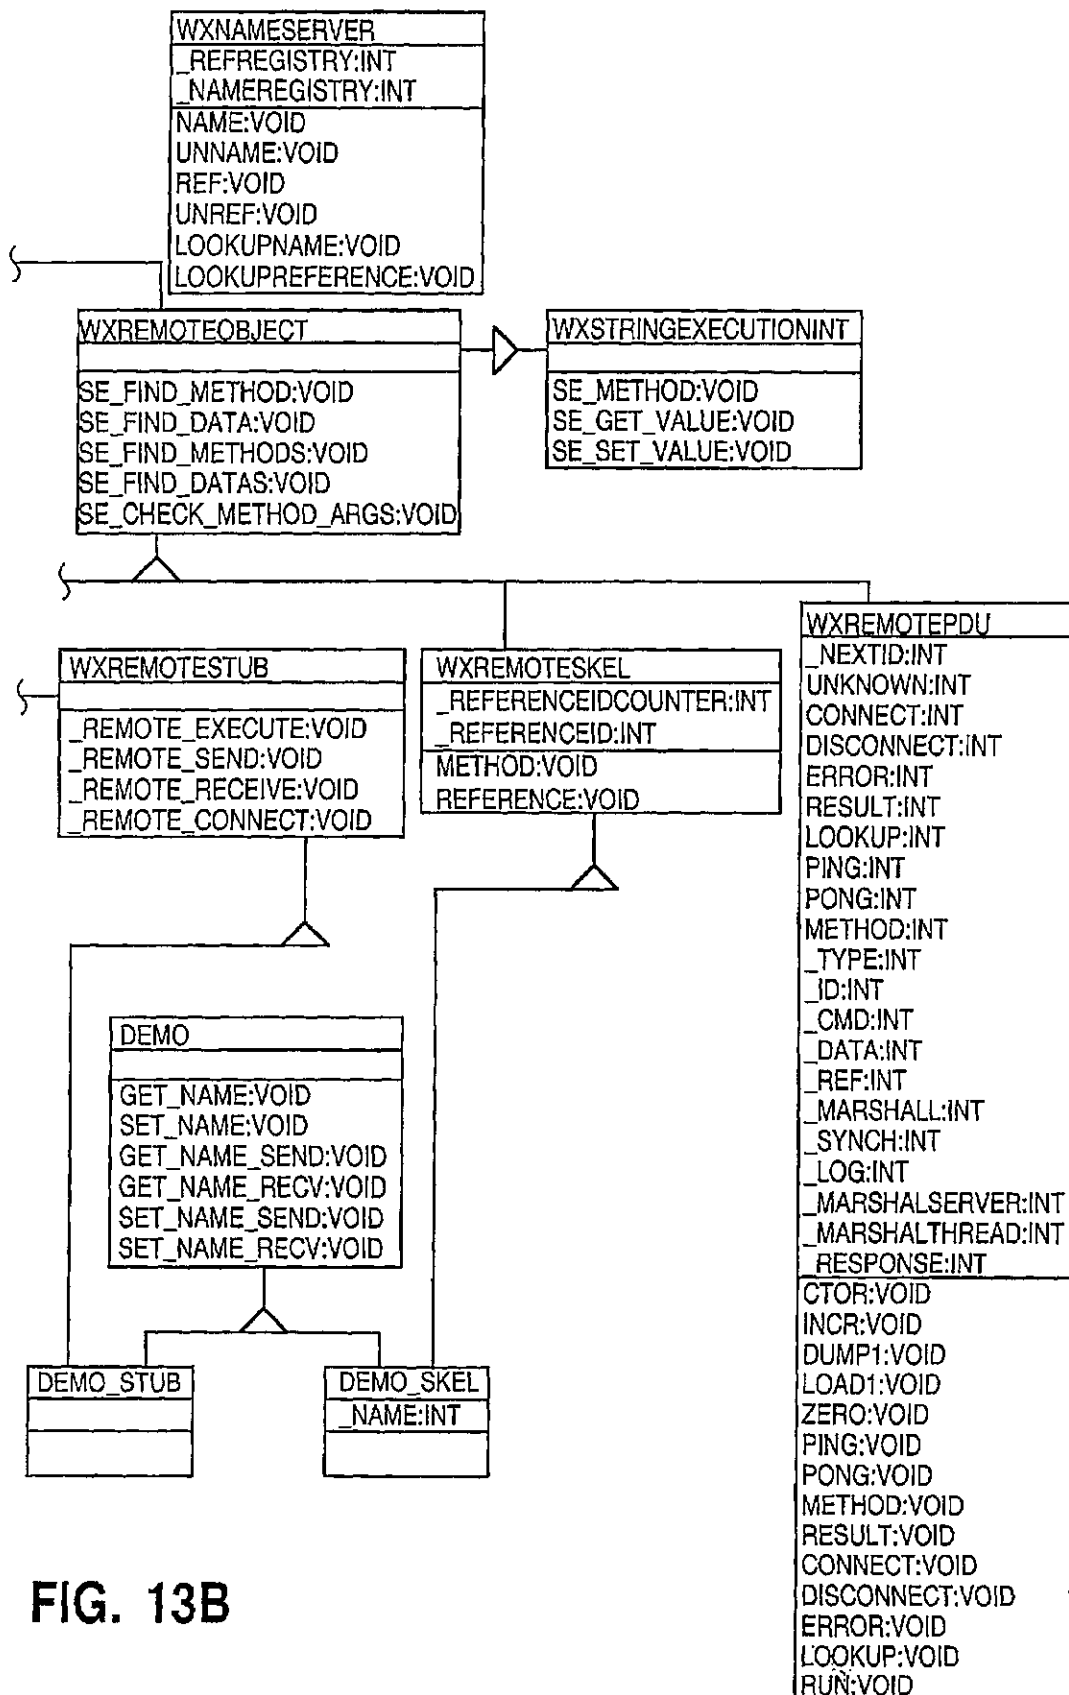 WXNAMESERVER
_REFREGISTRY:INT
_NAMEREGISTRY:INT
NAME:VOID
UNNAME:VOID
REF:VOID
UNREF:VOID
LOOKUPNAME:VOID
LOOKUPREFERENCE:VOID
WXREMOTEOBJECT
SE_FIND_METHOD:VOID
SE_FIND_DATA:VOID
SE_FIND_METHODS:VOID
SE_FIND_DATAS:VOID
SE_CHECK_METHOD_ARGS:VOID
WXSTRINGEXECUTIONINT
SE_METHOD:VOID
SE_GET_VALUE:VOID
SE_SET_VALUE:VOID
WXREMOTESTUB
_REMOTE_EXECUTE:VOID
_REMOTE_SEND:VOID
_REMOTE_RECEIVE:VOID
_REMOTE_CONNECT:VOID
WXREMOTESKEL
_REFERENCEIDCOUNTER:INT
_REFERENCEID:INT
METHOD:VOID
REFERENCE:VOID
WXREMOTEPDU
_NEXTID:INT
UNKNOWN:INT
CONNECT:INT
DISCONNECT:INT
ERROR:INT
RESULT:INT
LOOKUP:INT
PING:INT
PONG:INT
METHOD:INT
_TYPE:INT
_ID:INT
_CMD:INT
_DATA:INT
_REF:INT
_MARSHALL:INT
_SYNCH:INT
_LOG:INT
_MARSHALSERVER:INT
_MARSHALTHREAD:INT
_RESPONSE:INT
CTOR:VOID
INCR:VOID
DUMP1:VOID
LOAD1:VOID
ZERO:VOID
PING:VOID
PONG:VOID
METHOD:VOID
RESULT:VOID
CONNECT:VOID
DISCONNECT:VOID
ERROR:VOID
LOOKUP:VOID
RUN:VOID
DEMO
GET_NAME:VOID
SET_NAME:VOID
GET_NAME_SEND:VOID
GET_NAME_RECV:VOID
SET_NAME_SEND:VOID
SET_NAME_RECV:VOID
DEMO_STUB
DEMO_SKEL
_NAME:INT
FIG. 13B